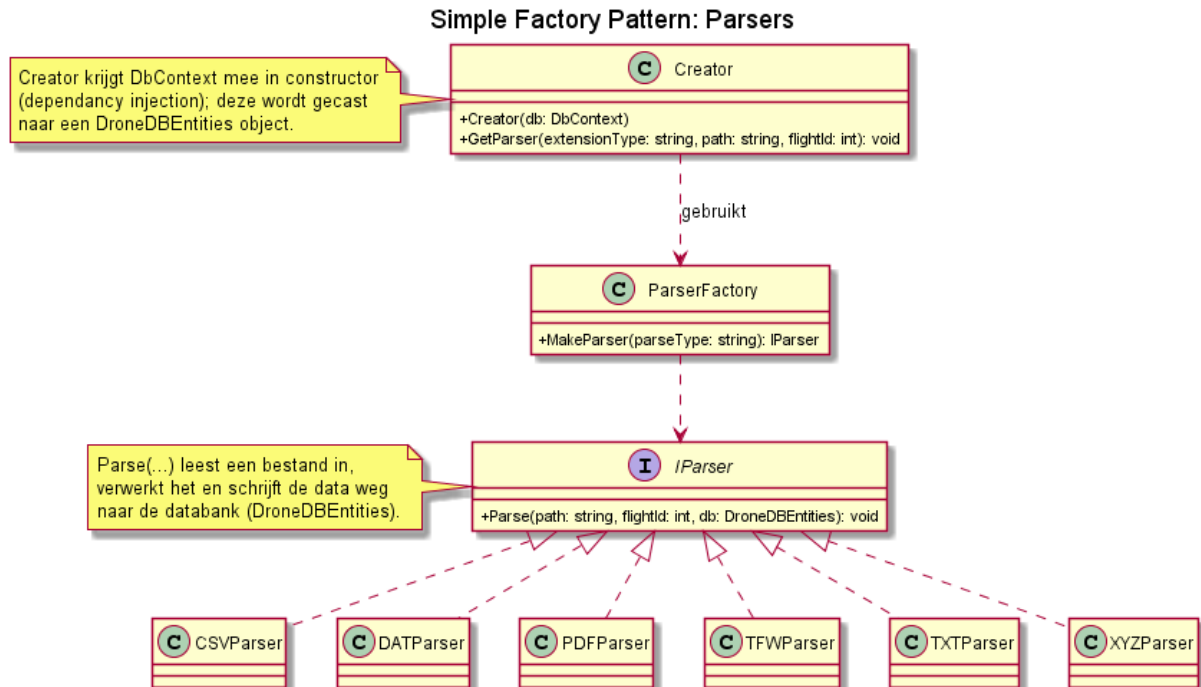 Simple Factory Pattern: Parsers
Creator krijgt DbContext mee in constructor
(dependancy injection); deze wordt gecast
naar een DroneDBEntities object.
C Creator
+Creator(db: DbContext)
+GetParser(extensionType: string, path: string, flightId: int): void
gebruikt
C ParserFactory
+MakeParser(parseType: string): IParser
Parse(...) leest een bestand in,
verwerkt het en schrijft de data weg
naar de databank (DroneDBEntities).
I IParser
+Parse(path: string, flightId: int, db: DroneDBEntities): void
C CSVParser
C DATParser
C PDFParser
C TFWParser
C TXTParser
C XYZParser